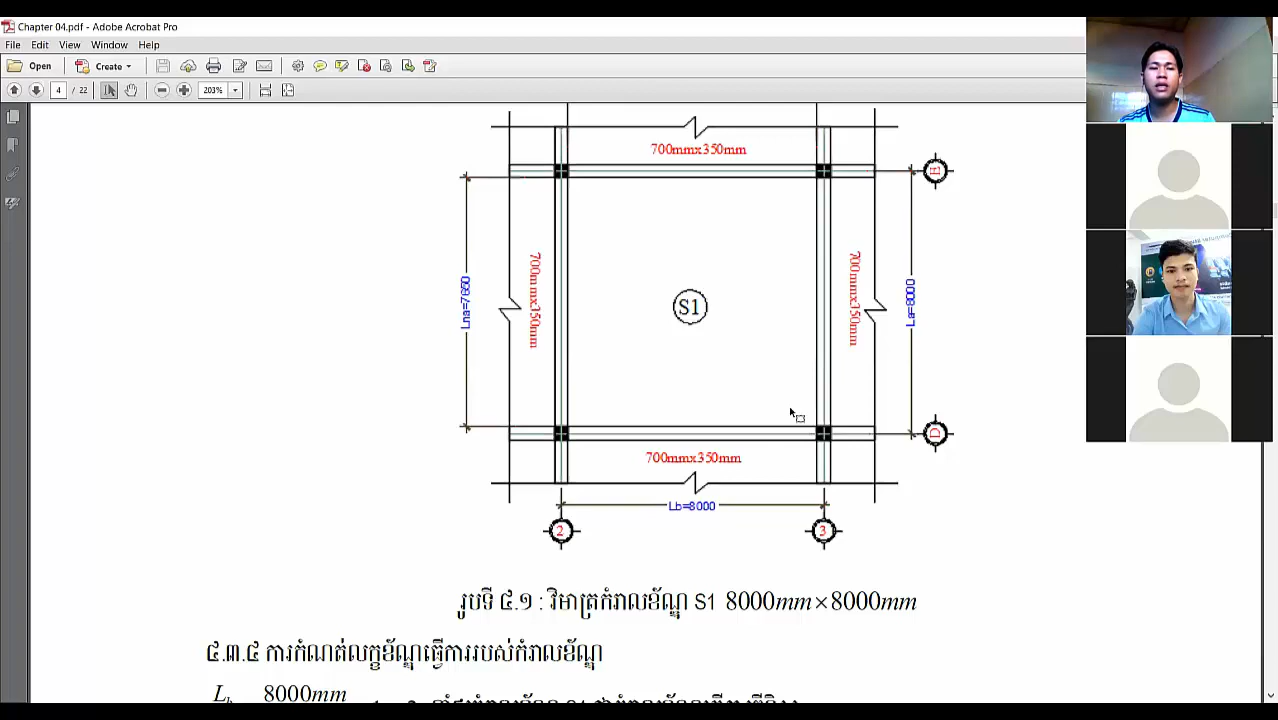 Chapter 04.pdf - Adobe Acrobat Pro
File Edit View Window Help
Open Create
4 / 22 203%
700mmx350mm
E
Lna=7650
700mmx350mm
S1
700mmx350mm
La=8000
D
700mmx350mm
Lb=8000
2 3
រូបទី ៤.១ : វិមាត្រកំរាលខ័ណ្ឌ S1 8000mm×8000mm
៤.៣.៤ ការកំណត់លក្ខខ័ណ្ឌធ្វើការរបស់កំរាលខ័ណ្ឌ
L 8000mm